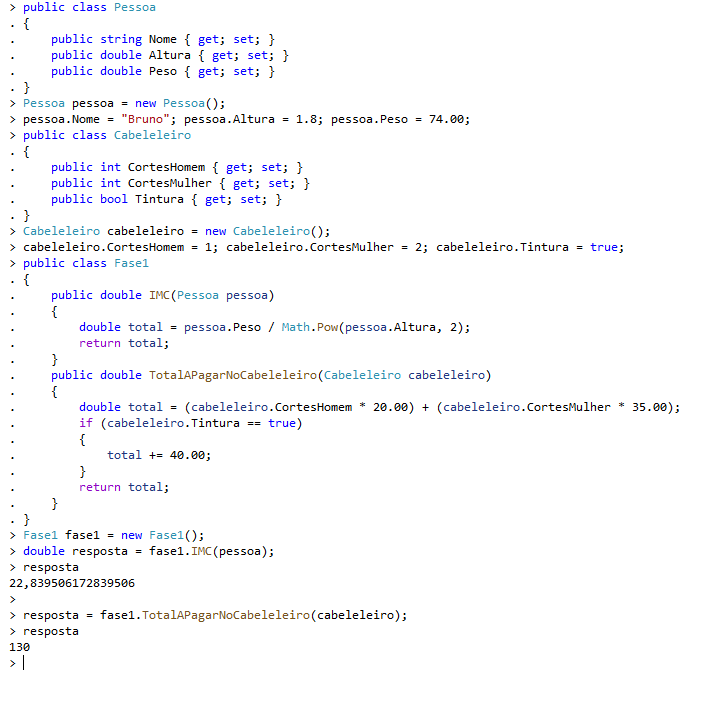 > public class Pessoa
. {
.     public string Nome { get; set; }
.     public double Altura { get; set; }
.     public double Peso { get; set; }
. }
> Pessoa pessoa = new Pessoa();
> pessoa.Nome = "Bruno"; pessoa.Altura = 1.8; pessoa.Peso = 74.00;
> public class Cabeleleiro
. {
.     public int CortesHomem { get; set; }
.     public int CortesMulher { get; set; }
.     public bool Tintura { get; set; }
. }
> Cabeleleiro cabeleleiro = new Cabeleleiro();
> cabeleleiro.CortesHomem = 1; cabeleleiro.CortesMulher = 2; cabeleleiro.Tintura = true;
> public class Fase1
. {
.     public double IMC(Pessoa pessoa)
.     {
.         double total = pessoa.Peso / Math.Pow(pessoa.Altura, 2);
.         return total;
.     }
.     public double TotalAPagarNoCabeleleiro(Cabeleleiro cabeleleiro)
.     {
.         double total = (cabeleleiro.CortesHomem * 20.00) + (cabeleleiro.CortesMulher * 35.00);
.         if (cabeleleiro.Tintura == true)
.         {
.             total += 40.00;
.         }
.         return total;
.     }
. }
> Fase1 fase1 = new Fase1();
> double resposta = fase1.IMC(pessoa);
> resposta
22,839506172839506
>
> resposta = fase1.TotalAPagarNoCabeleleiro(cabeleleiro);
> resposta
130
>